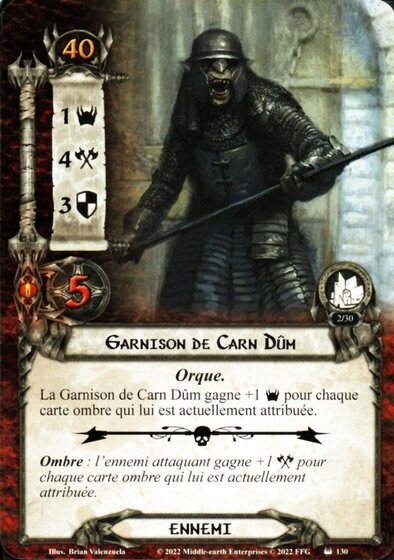 40
1
4
3
5
2/30
Garnison de Carn Dûm
Orque.
La Garnison de Carn Dûm gagne +1 pour chaque
carte ombre qui lui est actuellement attribuée.
Ombre : l'ennemi attaquant gagne +1 pour
chaque carte ombre qui lui est actuellement
attribuée.
ENNEMI
Illus. Brian Valenzuela © 2022 Middle-earth Enterprises © 2022 FFG 130